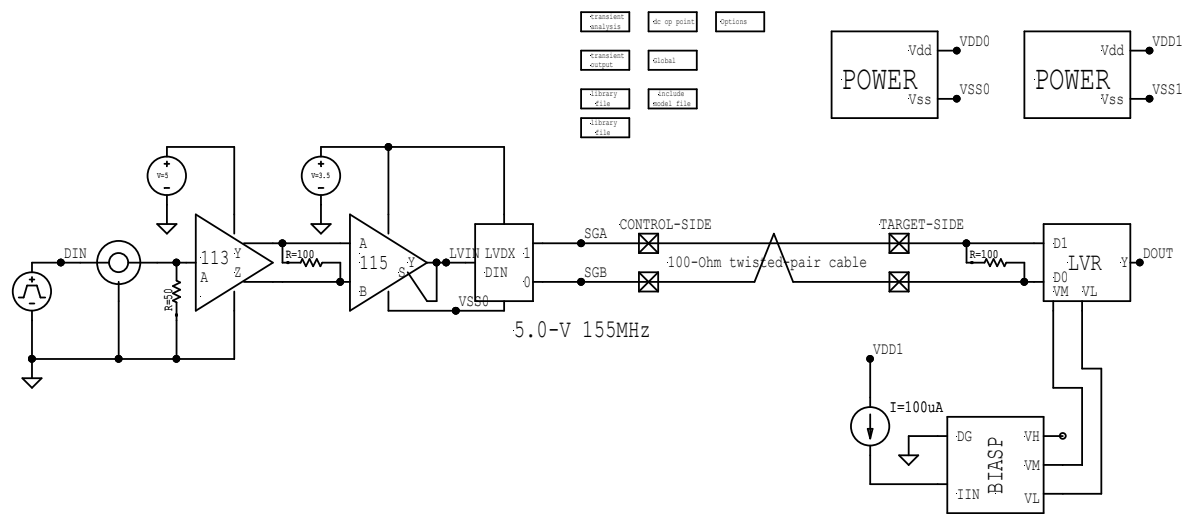 transient
analysis
dc op point
Options
transient
output
Global
library
file
include
model file
library
file
POWER
Vdd
Vss
VDD0
VSS0
POWER
Vdd
Vss
VDD1
VSS1
V=5
V=3.5
DIN
R=50
113
A
Y
Z
R=100
A
B
115
Y
S
LVIN
VSS0
LVDX
DIN
1
0
5.0-V 155MHz
SGA
SGB
CONTROL-SIDE
100-Ohm twisted-pair cable
TARGET-SIDE
R=100
D1
D0
LVR
VM
VL
Y
DOUT
VDD1
I=100uA
DG
IIN
BIASP
VH
VM
VL